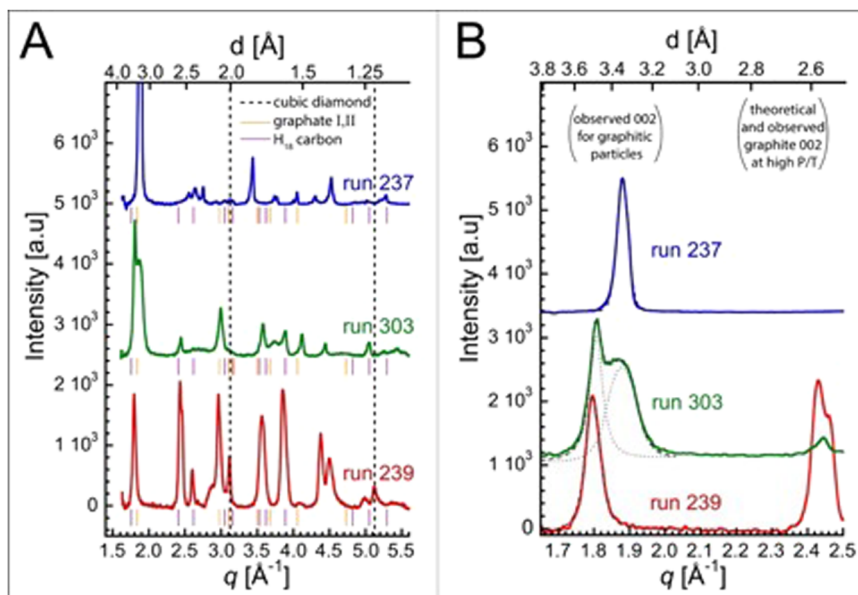 A
B
d [Å]
4.0 3.0 2.5 2.0 1.5 1.25
cubic diamond
graphate I,II
H18 carbon
run 237
run 303
run 239
6 10³
5 10³
4 10³
3 10³
2 10³
1 10³
0
Intensity [a.u]
1.5 2.0 2.5 3.0 3.5 4.0 4.5 5.0 5.5
q [Å⁻¹]
d [Å]
3.8 3.6 3.4 3.2 3.0 2.8 2.6
observed 002
for graphitic
particles
theoretical
and observed
graphite 002
at high P/T
run 237
run 303
run 239
6 10³
5 10³
4 10³
3 10³
2 10³
1 10³
0
Intensity [a.u]
1.7 1.8 1.9 2.0 2.1 2.2 2.3 2.4 2.5
q [Å⁻¹]